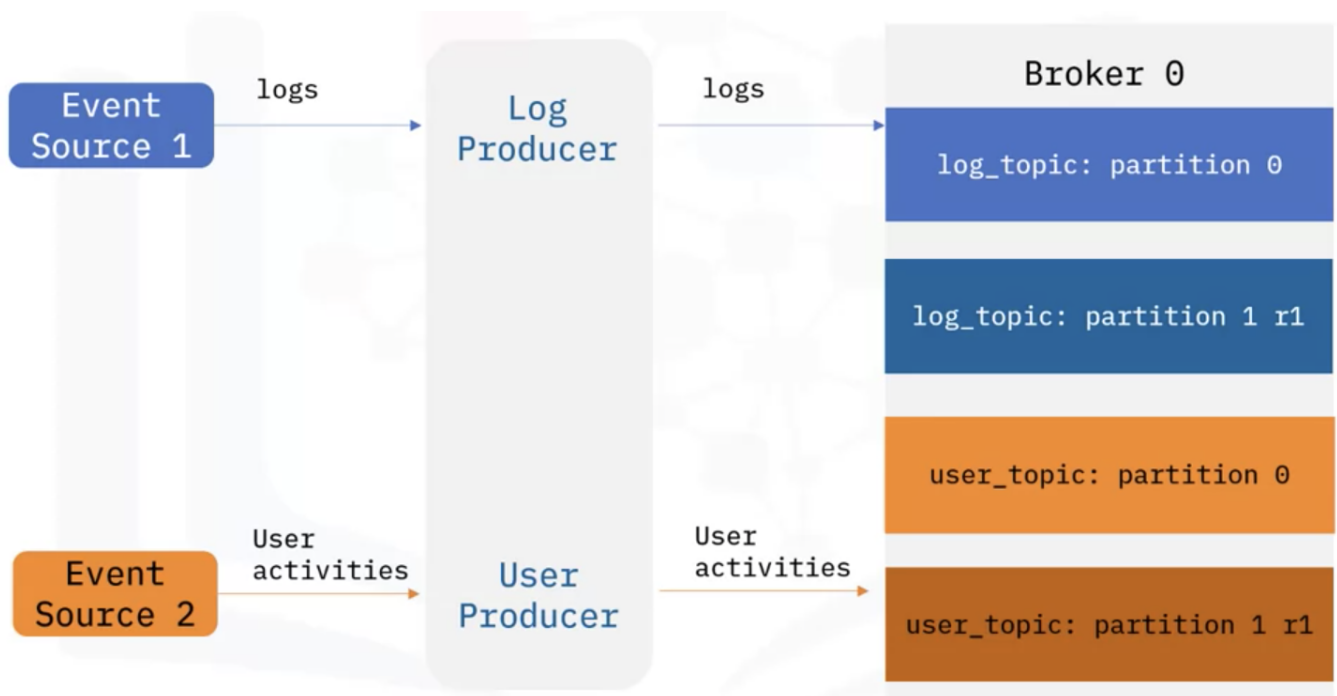 Event
Source 1
logs
Log
Producer
logs
Broker 0
log_topic: partition 0
log_topic: partition 1 r1
user_topic: partition 0
Event
Source 2
User
activities
User
Producer
User
activities
user_topic: partition 1 r1